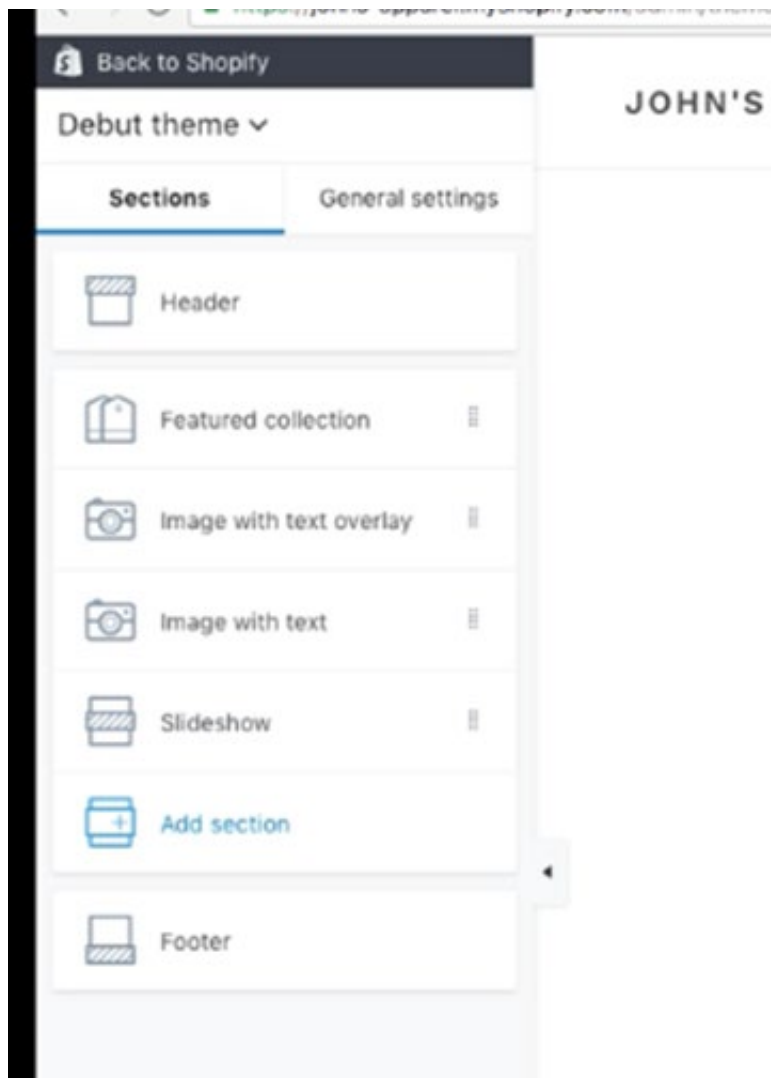 Back to Shopify
Debut theme
JOHN'S
Sections
General settings
Header
Featured collection
Image with text overlay
Image with text
Slideshow
Add section
Footer